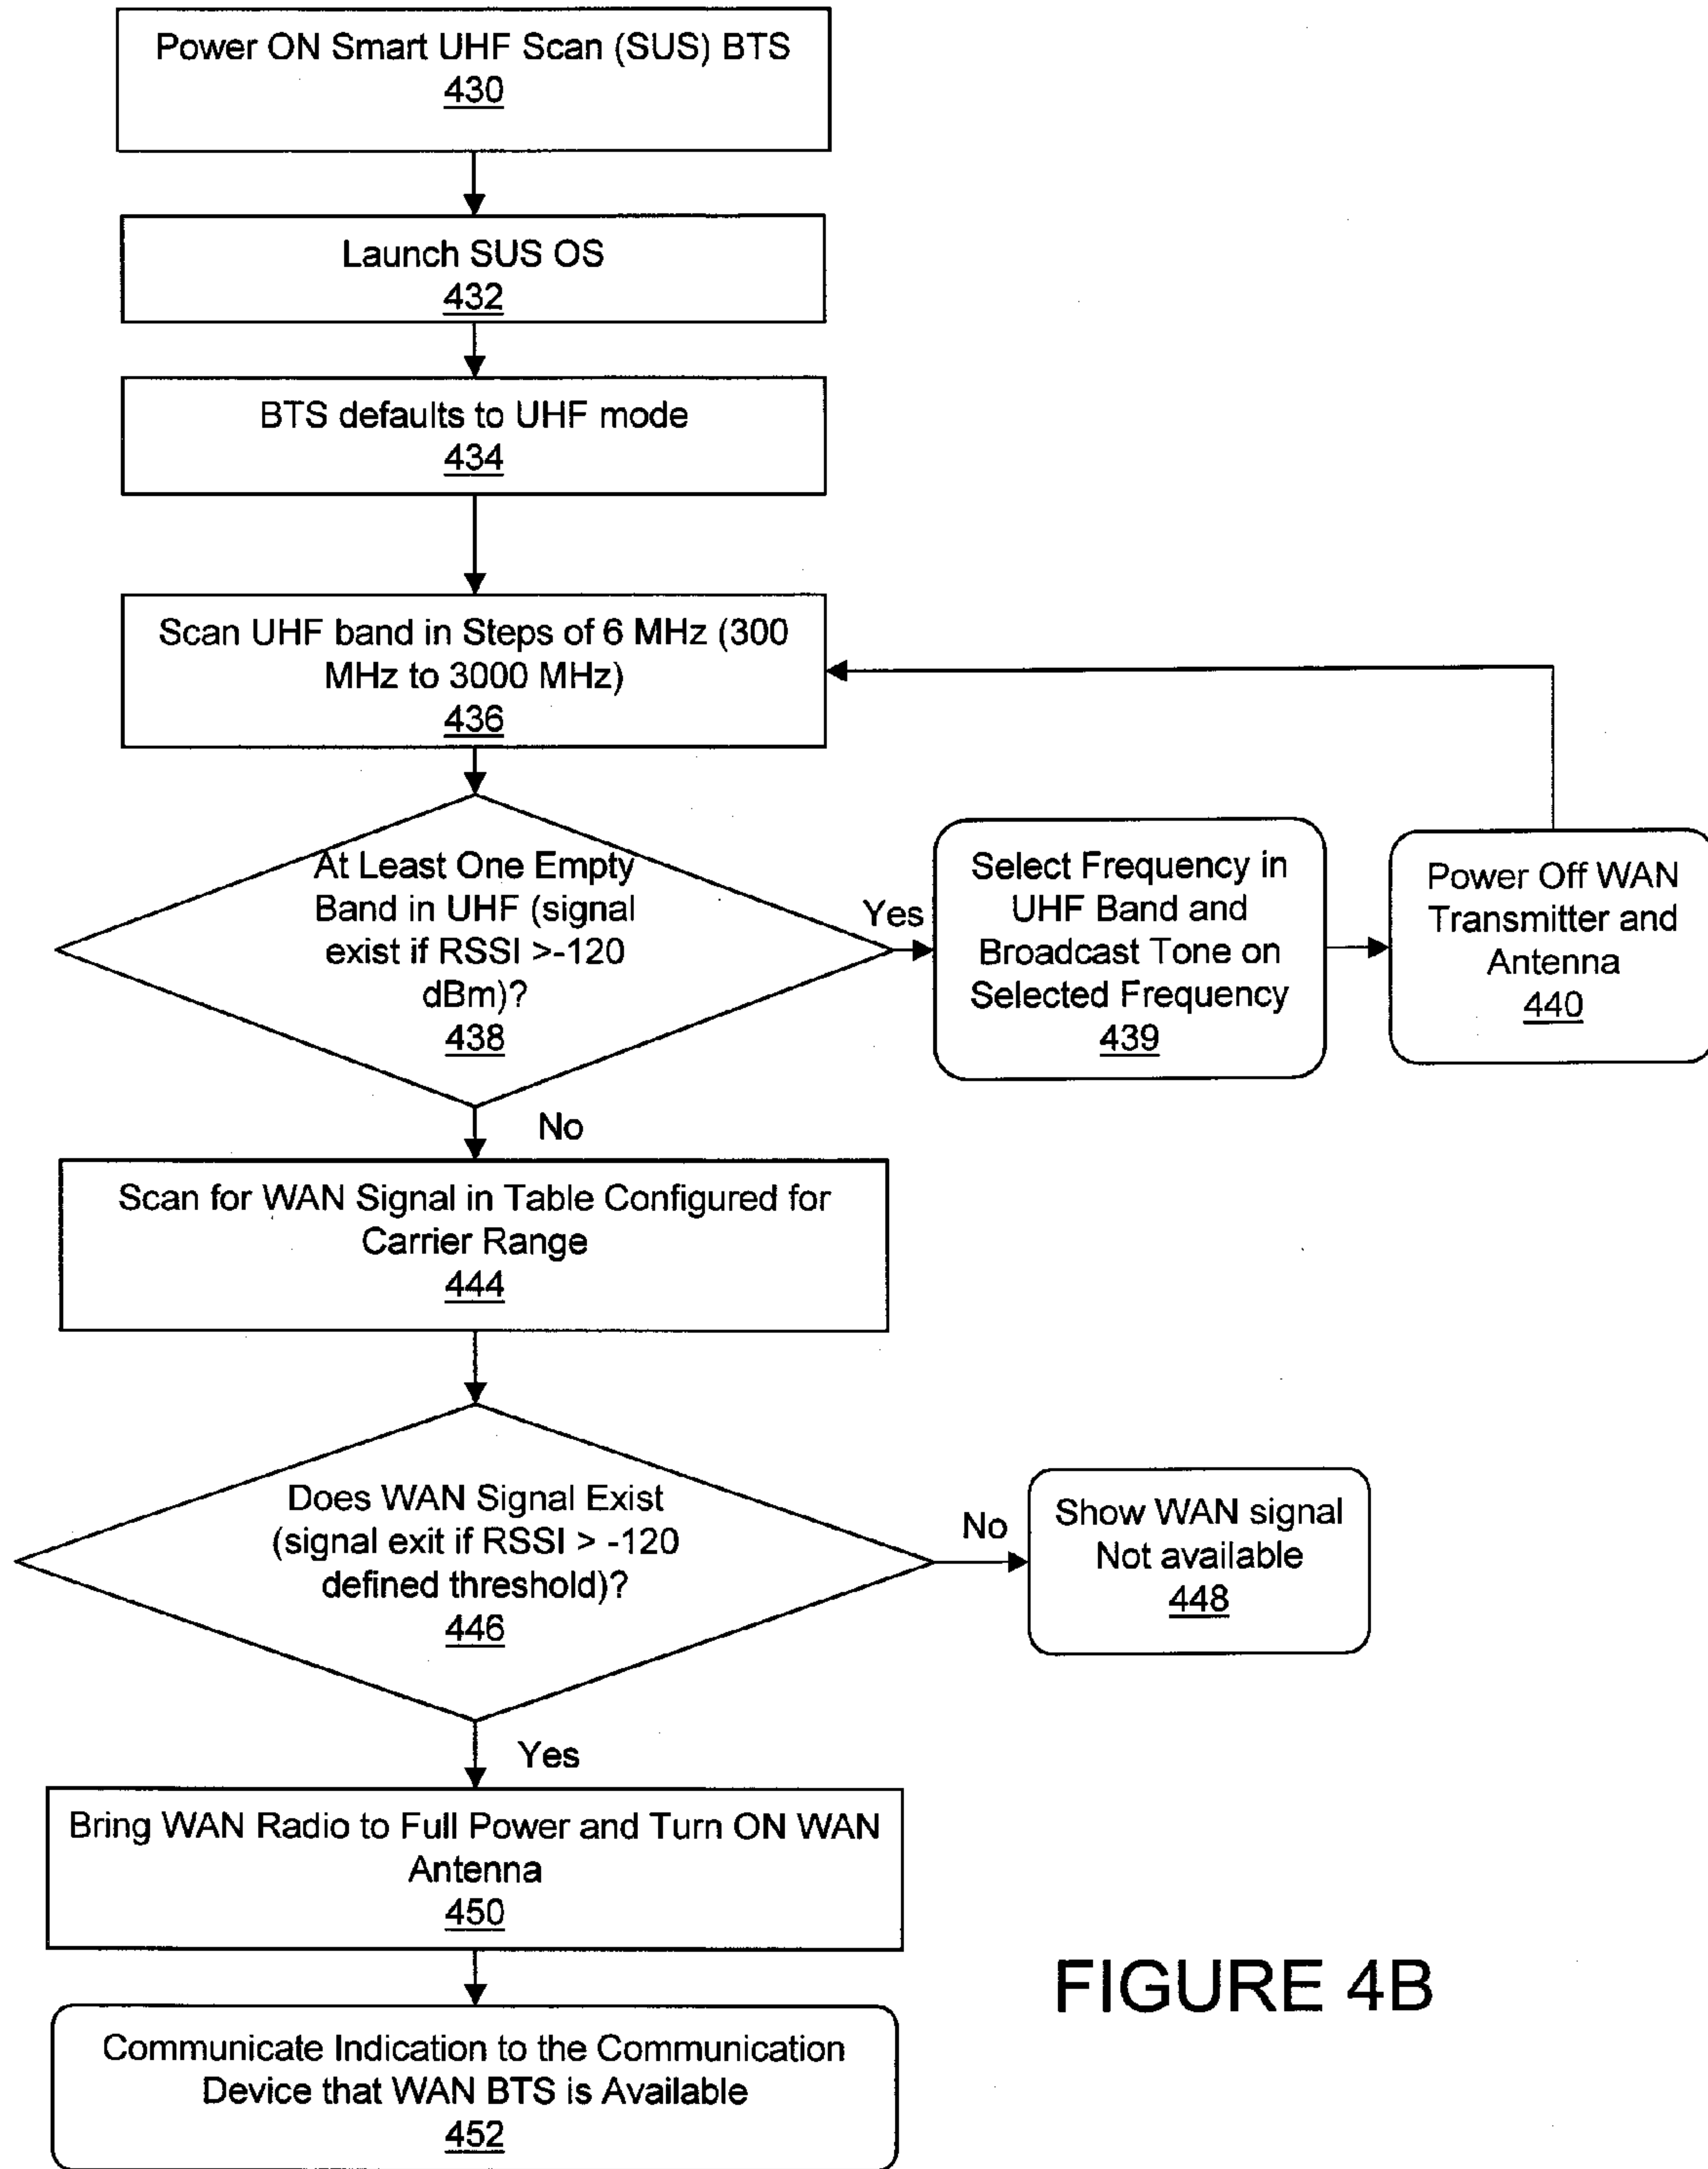 Power ON Smart UHF Scan (SUS) BTS
430
Launch SUS OS
432
BTS defaults to UHF mode
434
Scan UHF band in Steps of 6 MHz (300
MHz to 3000 MHz)
436
At Least One Empty
Band in UHF (signal
exist if RSSI >-120
dBm)?
438
Yes
Select Frequency in
UHF Band and
Broadcast Tone on
Selected Frequency
439
Power Off WAN
Transmitter and
Antenna
440
No
Scan for WAN Signal in Table Configured for
Carrier Range
444
Does WAN Signal Exist
(signal exit if RSSI > -120
defined threshold)?
446
No
Show WAN signal
Not available
448
Yes
Bring WAN Radio to Full Power and Turn ON WAN
Antenna
450
Communicate Indication to the Communication
Device that WAN BTS is Available
452
FIGURE 4B